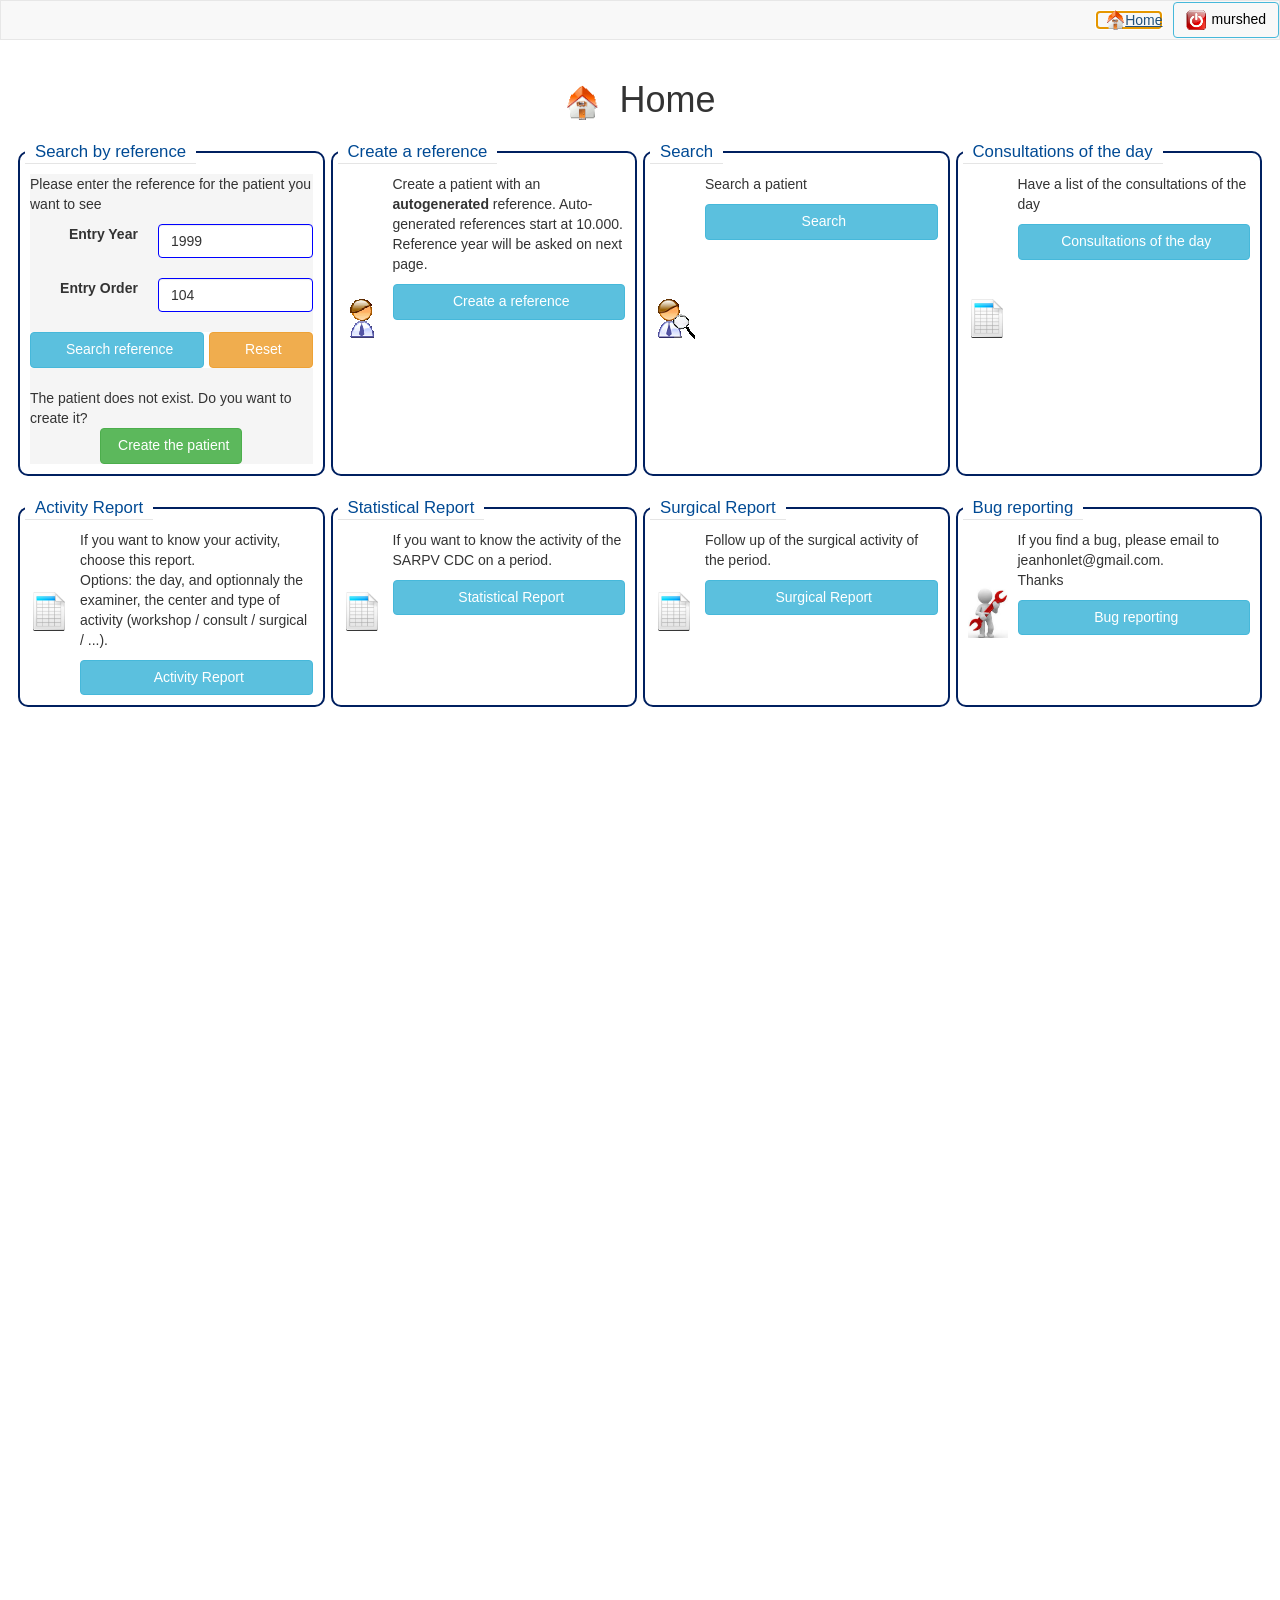 Home
murshed
Home
Search by reference
Please enter the reference for the patient you
want to see
Entry Year
1999
Entry Order
104
Search reference
Reset
The patient does not exist. Do you want to
create it?
Create the patient
Create a reference
Create a patient with an
autogenerated reference. Auto-
generated references start at 10.000.
Reference year will be asked on next
page.
Create a reference
Search
Search a patient
Search
Consultations of the day
Have a list of the consultations of the
day
Consultations of the day
Activity Report
If you want to know your activity,
choose this report.
Options: the day, and optionnaly the
examiner, the center and type of
activity (workshop / consult / surgical
/ ...).
Activity Report
Statistical Report
If you want to know the activity of the
SARPV CDC on a period.
Statistical Report
Surgical Report
Follow up of the surgical activity of
the period.
Surgical Report
Bug reporting
If you find a bug, please email to
jeanhonlet@gmail.com.
Thanks
Bug reporting